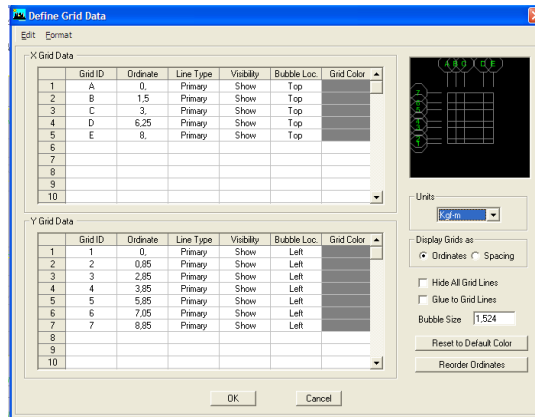 Define Grid Data
Edit Format
X Grid Data
Grid ID Ordinate Line Type Visibility Bubble Loc. Grid Color
1 A 0, Primary Show Top
2 B 1,5 Primary Show Top
3 C 3, Primary Show Top
4 D 6,25 Primary Show Top
5 E 8, Primary Show Top
6
7
8
9
10
Y Grid Data
Grid ID Ordinate Line Type Visibility Bubble Loc. Grid Color
1 1 0, Primary Show Left
2 2 0,85 Primary Show Left
3 3 2,85 Primary Show Left
4 4 3,85 Primary Show Left
5 5 5,85 Primary Show Left
6 6 7,05 Primary Show Left
7 7 8,85 Primary Show Left
8
9
10
A B C D E
Units
Kgf-m
Display Grids as
Ordinates Spacing
Hide All Grid Lines
Glue to Grid Lines
Bubble Size 1,524
Reset to Default Color
Reorder Ordinates
OK Cancel